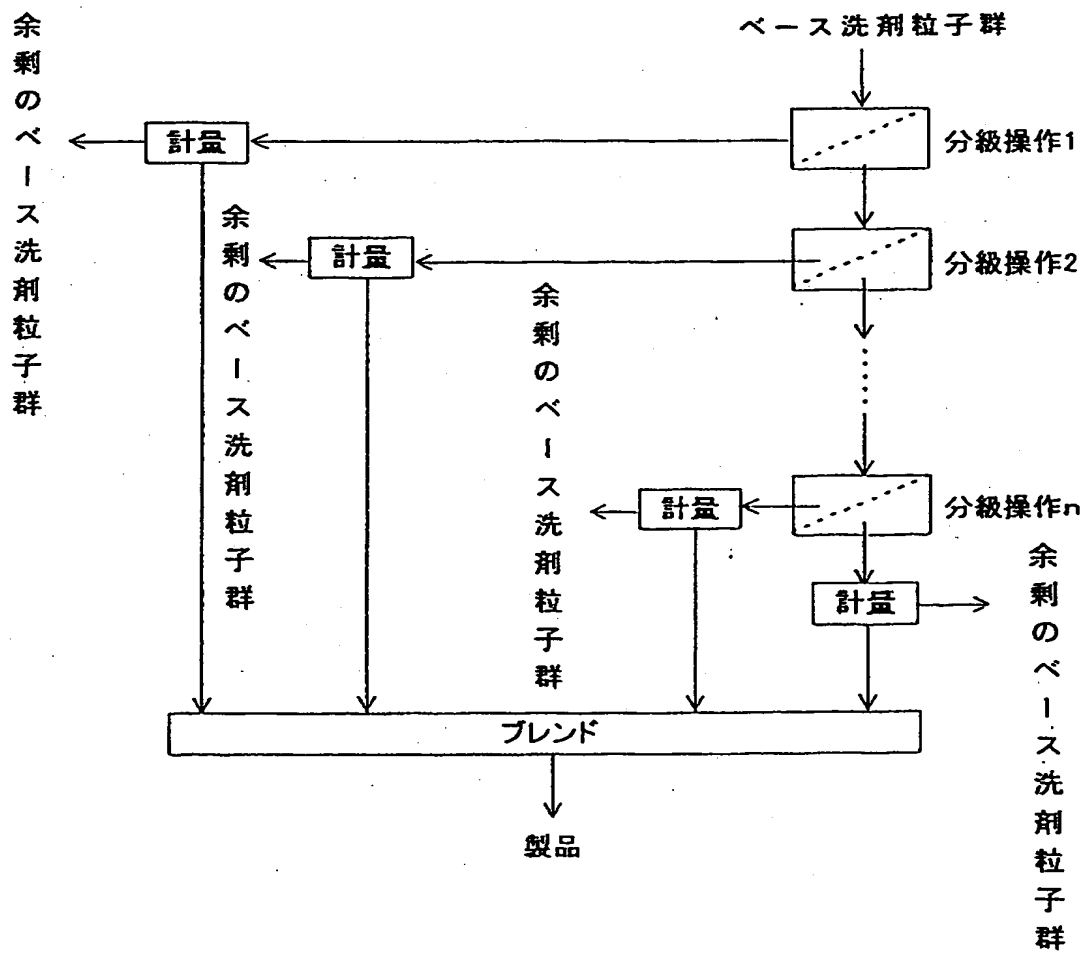 ベース洗剤粒子群
余剰のベース洗剤粒子群
計量
分級操作1
余剰のベース洗剤粒子群
計量
分級操作2
余剰のベース洗剤粒子群
計量
分級操作n
計量
余剰のベース洗剤粒子群
ブレンド
製品